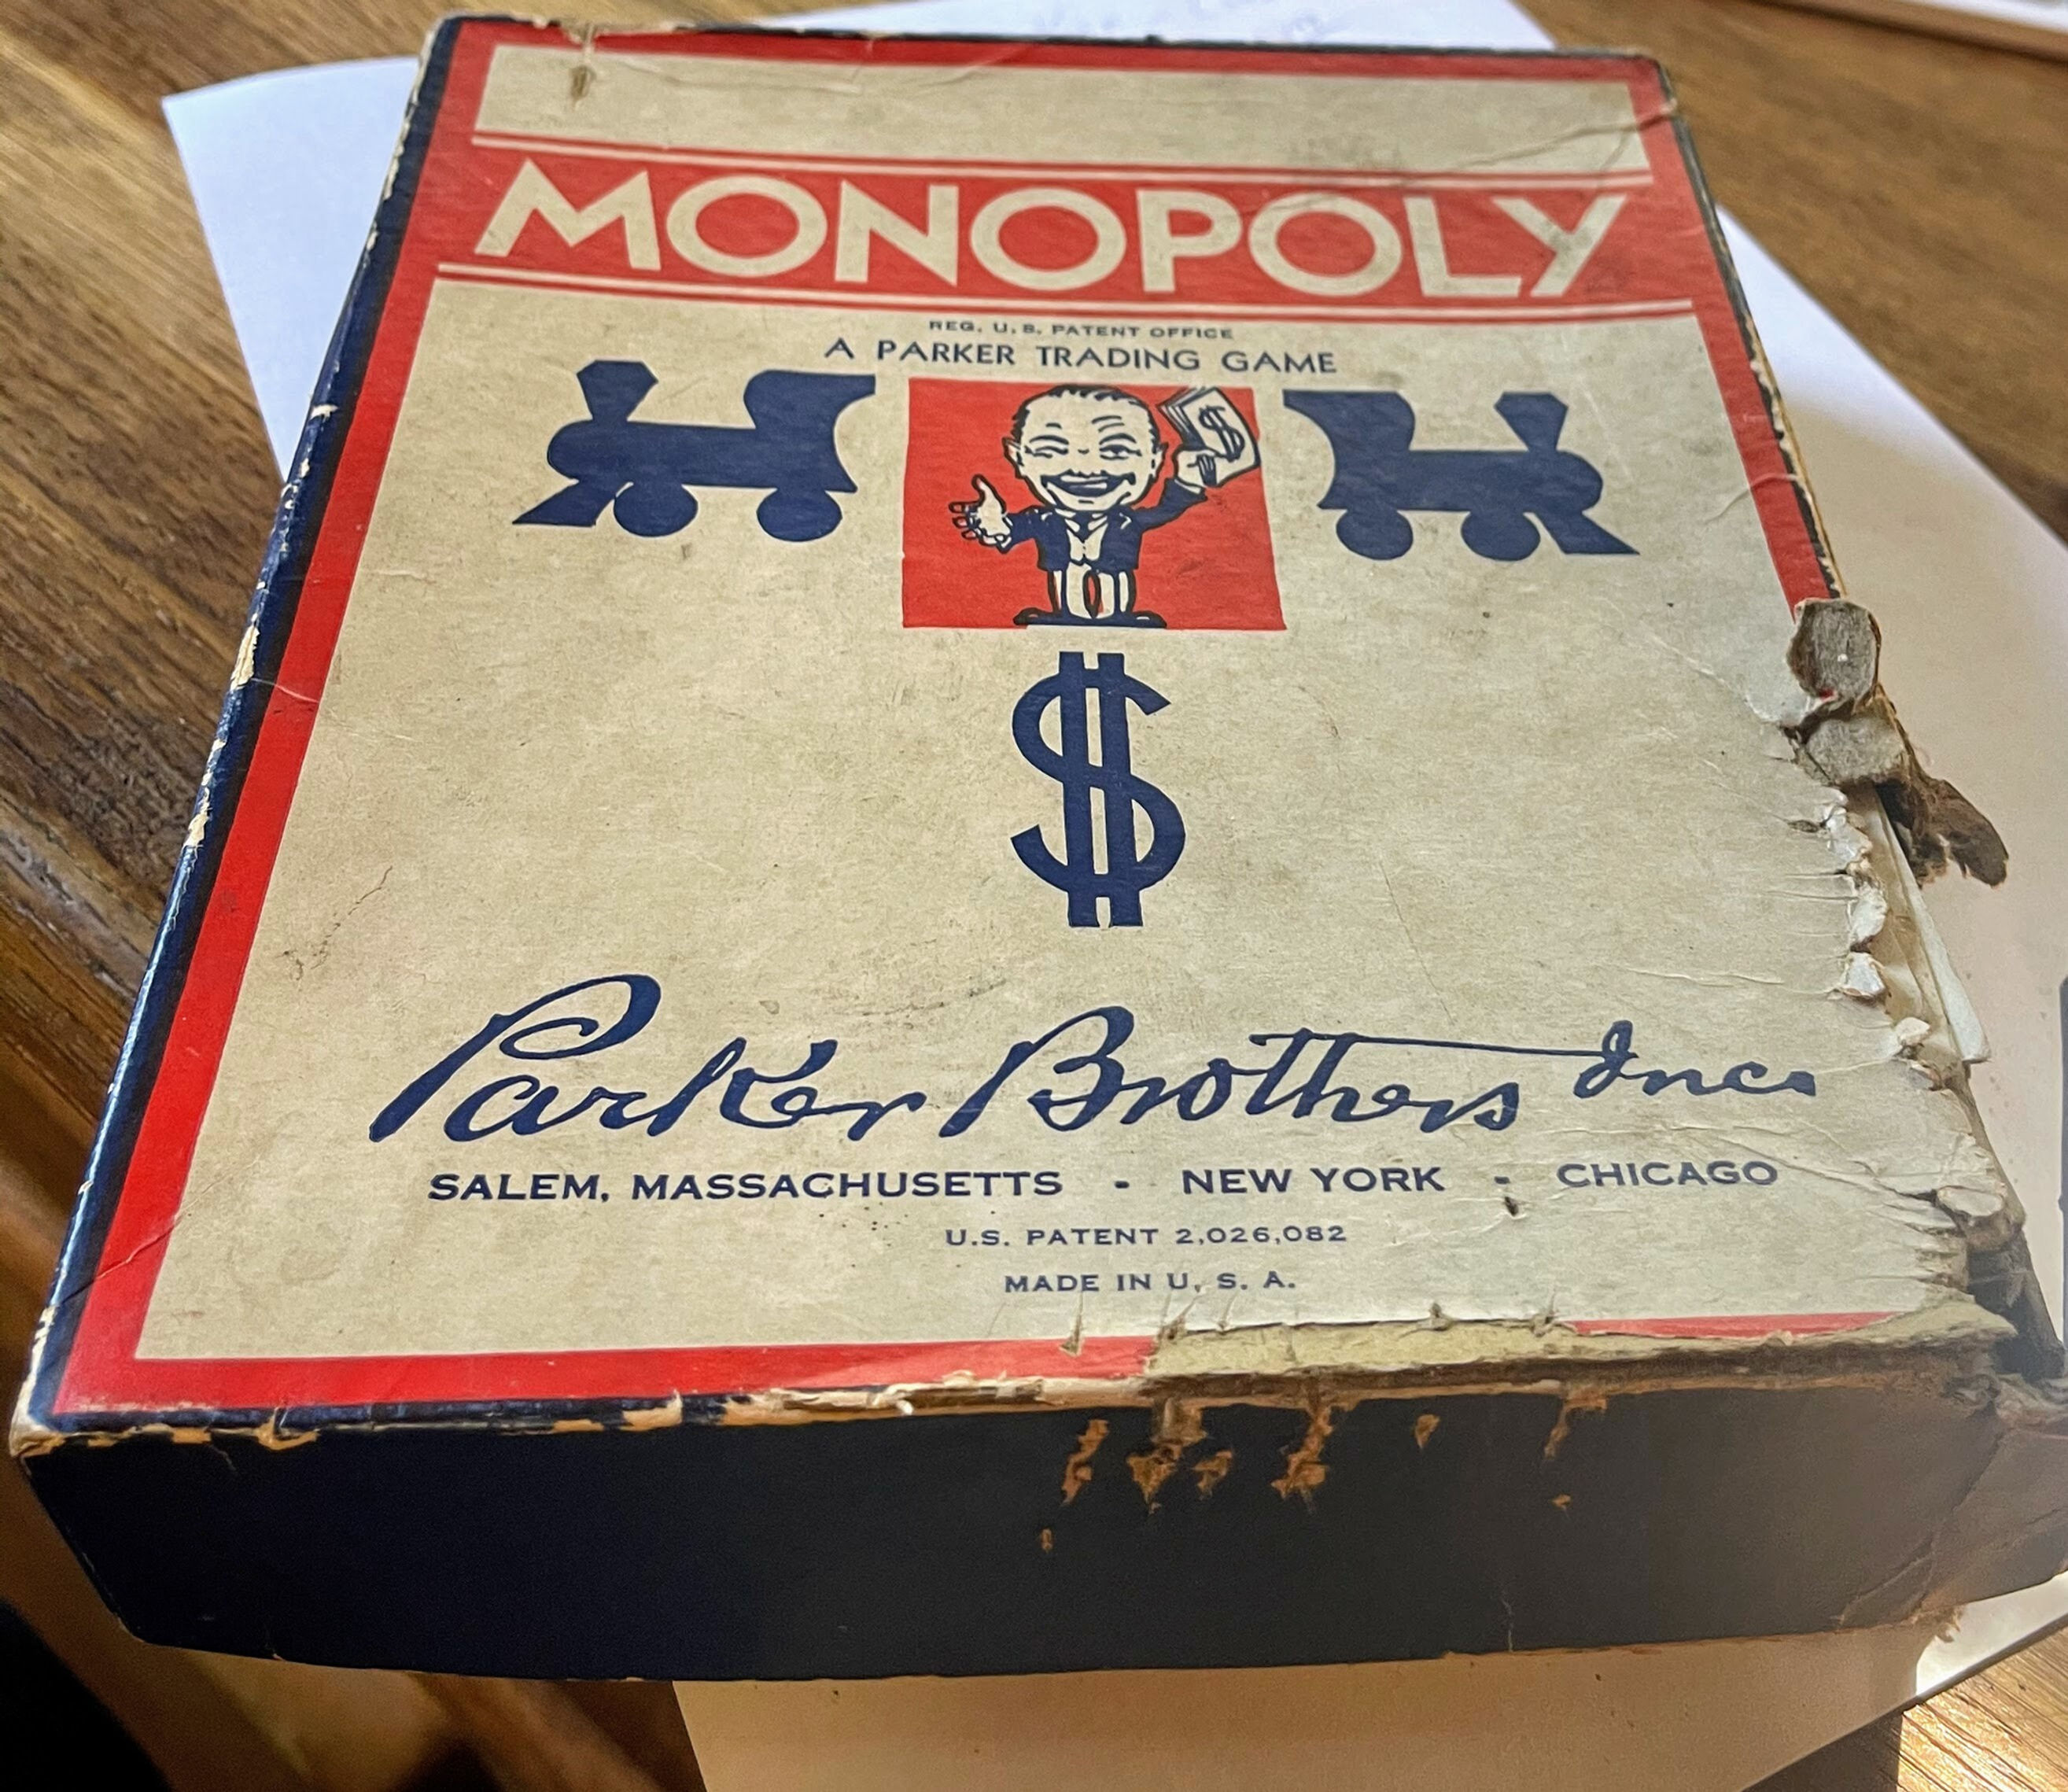 MONOPOLY
REG. U.S. PATENT OFFICE
A PARKER TRADING GAME
$
$
Parker Brothers Inc.
SALEM, MASSACHUSETTS - NEW YORK - CHICAGO
U.S. PATENT 2,026,082
MADE IN U. S. A.